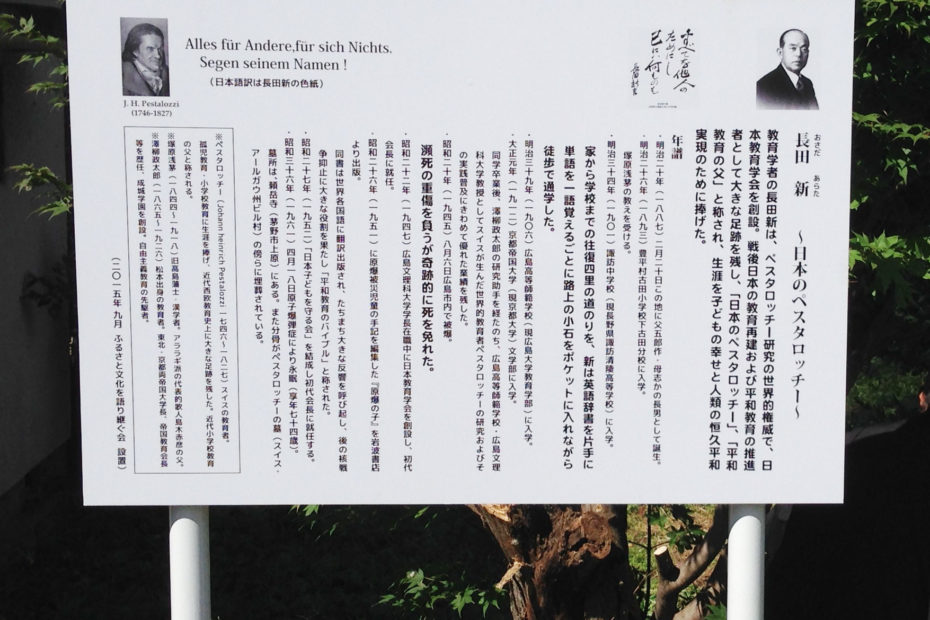 Alles für Andere,für sich Nichts.
Segen seinem Namen !
（日本語訳は長田新の色紙）
J. H. Pestalozzi
(1746-1827)
すべてを他人の
ためにし
己には何ものも
長田新書
おさだ あらた
長田 新 ～日本のペスタロッチー～
教育学者の長田新は、ペスタロッチー研究の世界的権威で、日
本教育学会を創設。戦後日本の教育再建および平和教育の推進
者として大きな足跡を残し、「日本のペスタロッチー」、「平和
教育の父」と称され、生涯を子どもの幸せと人類の恒久平和
実現のために捧げた。
年譜
・明治二十年（一八八七）二月二十日この地に父五郎作・母志かの長男として誕生。
・明治二十六年（一八九三）豊平村古田小学校下古田分校に入学。
塚原浅茅の教えを受ける。
・明治三十四年（一九〇一）諏訪中学校（現長野県諏訪清陵高等学校）に入学。
家から学校までの往復四里の道のりを、新は英語辞書を片手に
単語を一語覚えるごとに路上の小石をポケットに入れながら
徒歩で通学した。
・明治三十九年（一九〇六）広島高等師範学校（現広島大学教育学部）に入学。
・大正元年（一九一二）京都帝国大学（現京都大学）文学部に入学。
同学卒業後、澤柳政太郎の研究助手を経たのち、広島高等師範学校・広島文理
科大学教授としてスイスが生んだ世界的教育者ペスタロッチーの研究およびそ
の実践普及にきわめて優れた業績を残した。
・昭和二十年（一九四五）八月六日広島市内で被爆。
瀕死の重傷を負うが奇跡的に死を免れた。
・昭和二十二年（一九四七）広島文理科大学学長在職中に日本教育学会を創設し、初代
会長に就任。
・昭和二十六年（一九五一）に原爆被災児童の手記を編集した『原爆の子』を岩波書店
より出版。
同書は世界各国語に翻訳出版され、たちまち大きな反響を呼び起し、後の核戦
争抑止に大きな役割を果たし「平和教育のバイブル」と称された。
・昭和二十七年（一九五二）「日本子どもを守る会」を結成し初代会長に就任する。
・昭和三十六年（一九六一）四月一八日原子爆弾症により永眠（享年七十四歳）。
墓所は、頼岳寺（茅野市上原）にある。また分骨がペスタロッチーの墓（スイス・
アールガウ州ビル村）の傍らに埋葬されている。
※ペスタロッチー（Johann heinrich Pestalozzi 一七四六～一八二七）スイスの教育者。
孤児教育・小学校教育に生涯を捧げ、近代西欧教育史上に大きな足跡を残した。近代小学校教育
の父と称される。
※塚原浅茅（一八四四～一九一八）旧高島藩士・漢学者。アララギ派の代表的歌人島木赤彦の父。
※澤柳政太郎（一八六五～一九二六）松本出身の教育者。東北・京都両帝国大学長、帝国教育会長
等を歴任、成城学園を創設。自由主義教育の先駆者。
（二〇一五年九月 ふるさと文化を語り継ぐ会 設置）